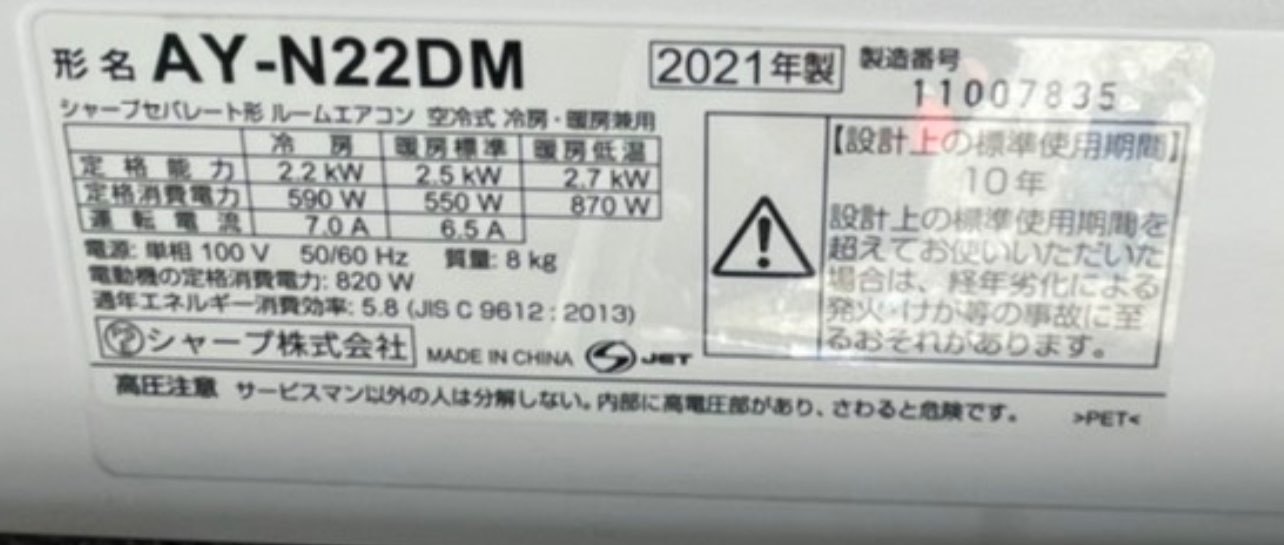 形名 AY-N22DM 2021年製 製造番号 11007835
シャープセパレート形 ルームエアコン 空冷式 冷房・暖房兼用
冷房 暖房標準 暖房低温
定格能力 2.2 kW 2.5 kW 2.7 kW
定格消費電力 590 W 550 W 870 W
運転電流 7.0 A 6.5 A
電源: 単相 100 V 50/60 Hz 質量: 8 kg
電動機の定格消費電力: 820 W
通年エネルギー消費効率: 5.8 (JIS C 9612 : 2013)
シャープ株式会社 MADE IN CHINA JET
【設計上の標準使用期間】
10年
設計上の標準使用期間を
超えてお使いいただいた
場合は、経年劣化による
発火・けが等の事故に至
るおそれがあります。
高圧注意 サービスマン以外の人は分解しない。内部に高電圧部があり、さわると危険です。 >PET<